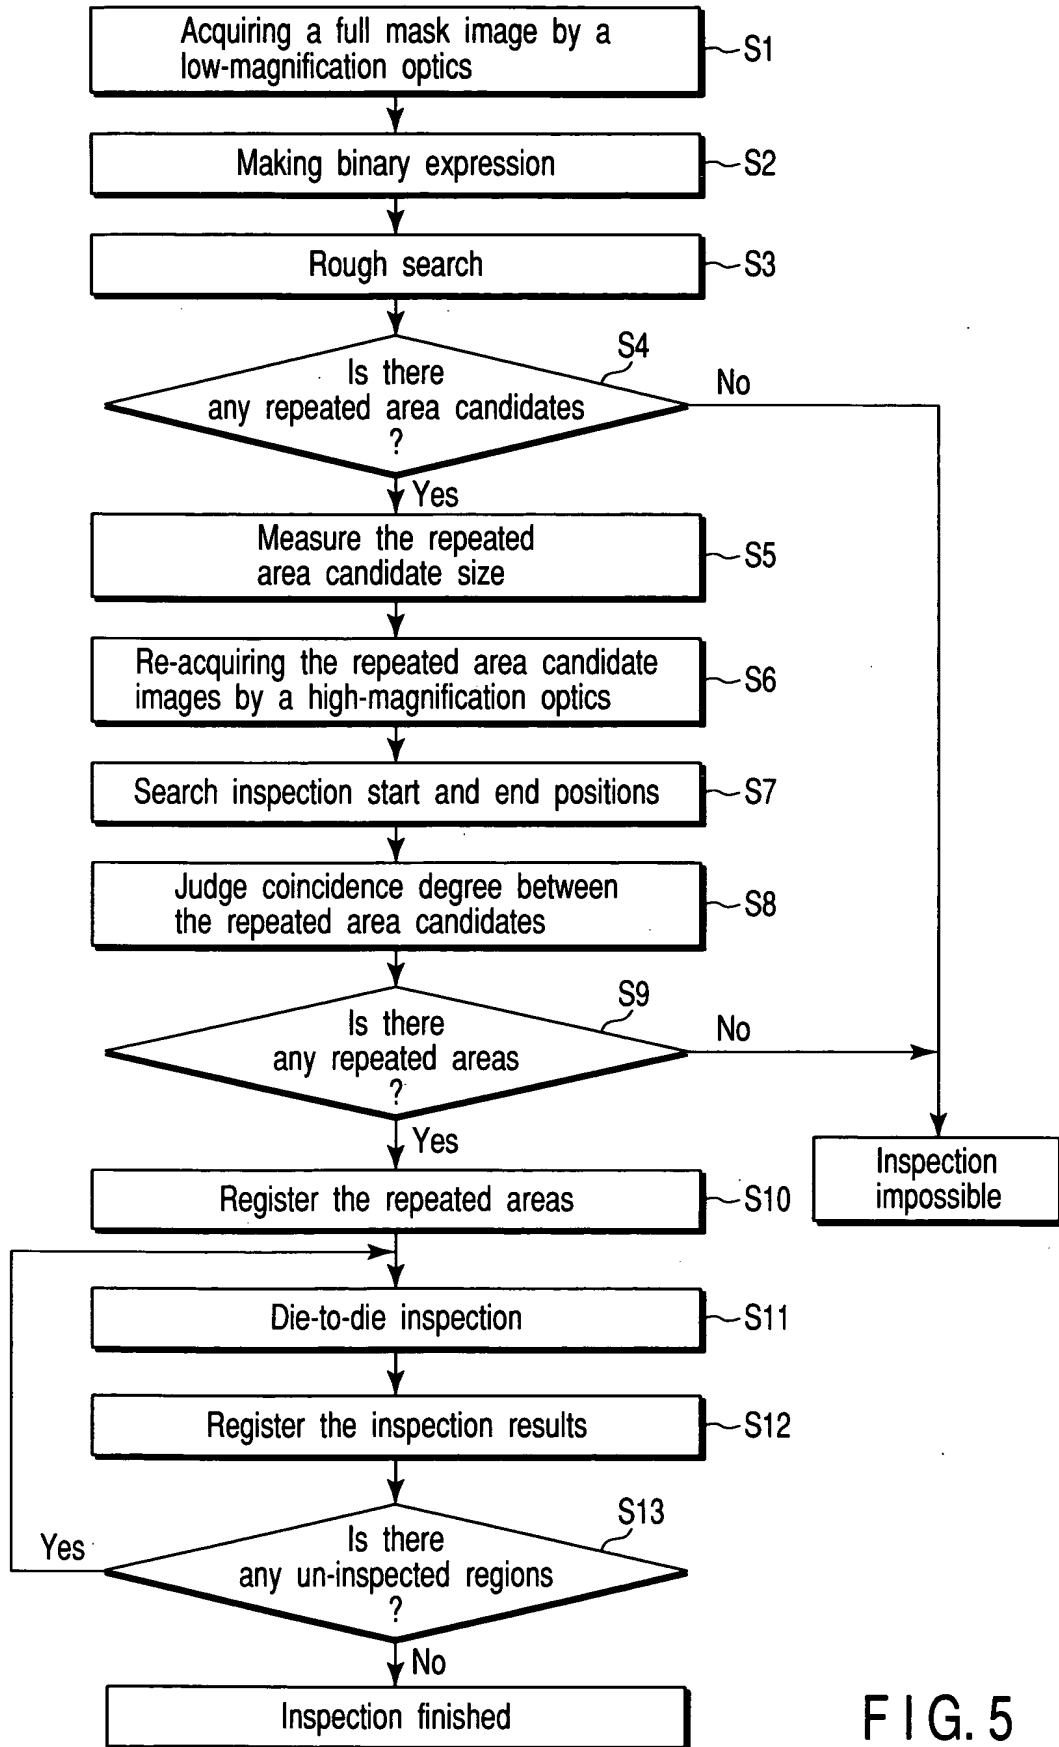 Acquiring a full mask image by a
low-magnification optics
S1
Making binary expression
S2
Rough search
S3
S4
Is there
any repeated area candidates
?
No
Yes
Measure the repeated
area candidate size
S5
Re-acquiring the repeated area candidate
images by a high-magnification optics
S6
Search inspection start and end positions
S7
Judge coincidence degree between
the repeated area candidates
S8
S9
Is there
any repeated areas
?
No
Yes
Inspection
impossible
Register the repeated areas
S10
Die-to-die inspection
S11
Register the inspection results
S12
S13
Is there
any un-inspected regions
?
Yes
No
Inspection finished
FIG. 5